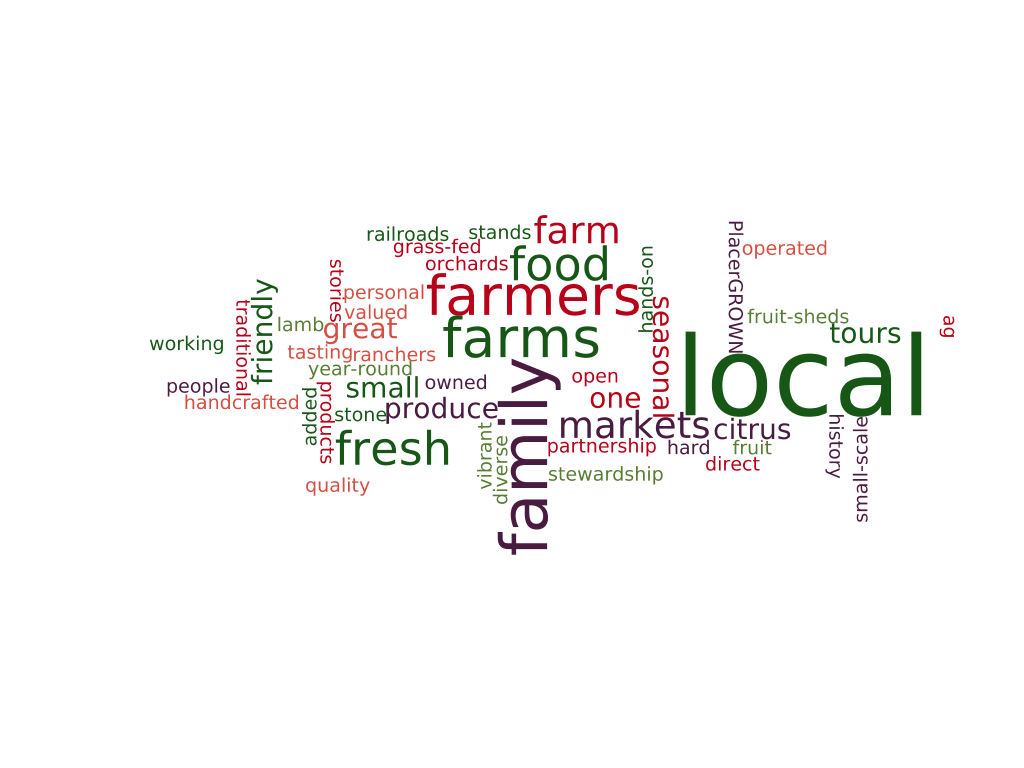 farm
stands
railroads
grass-fed
food
orchards
PlacerGROWN
operated
hands-on
stories
personal
farmers
seasonal
friendly
traditional
valued
lamb
great
farms
fruit-sheds
tours
ag
working
tasting
ranchers
year-round
local
people
small
owned
open
family
handcrafted
added
products
stone
produce
one
markets
citrus
history
small-scale
fresh
vibrant
diverse
partnership
hard
fruit
direct
quality
stewardship